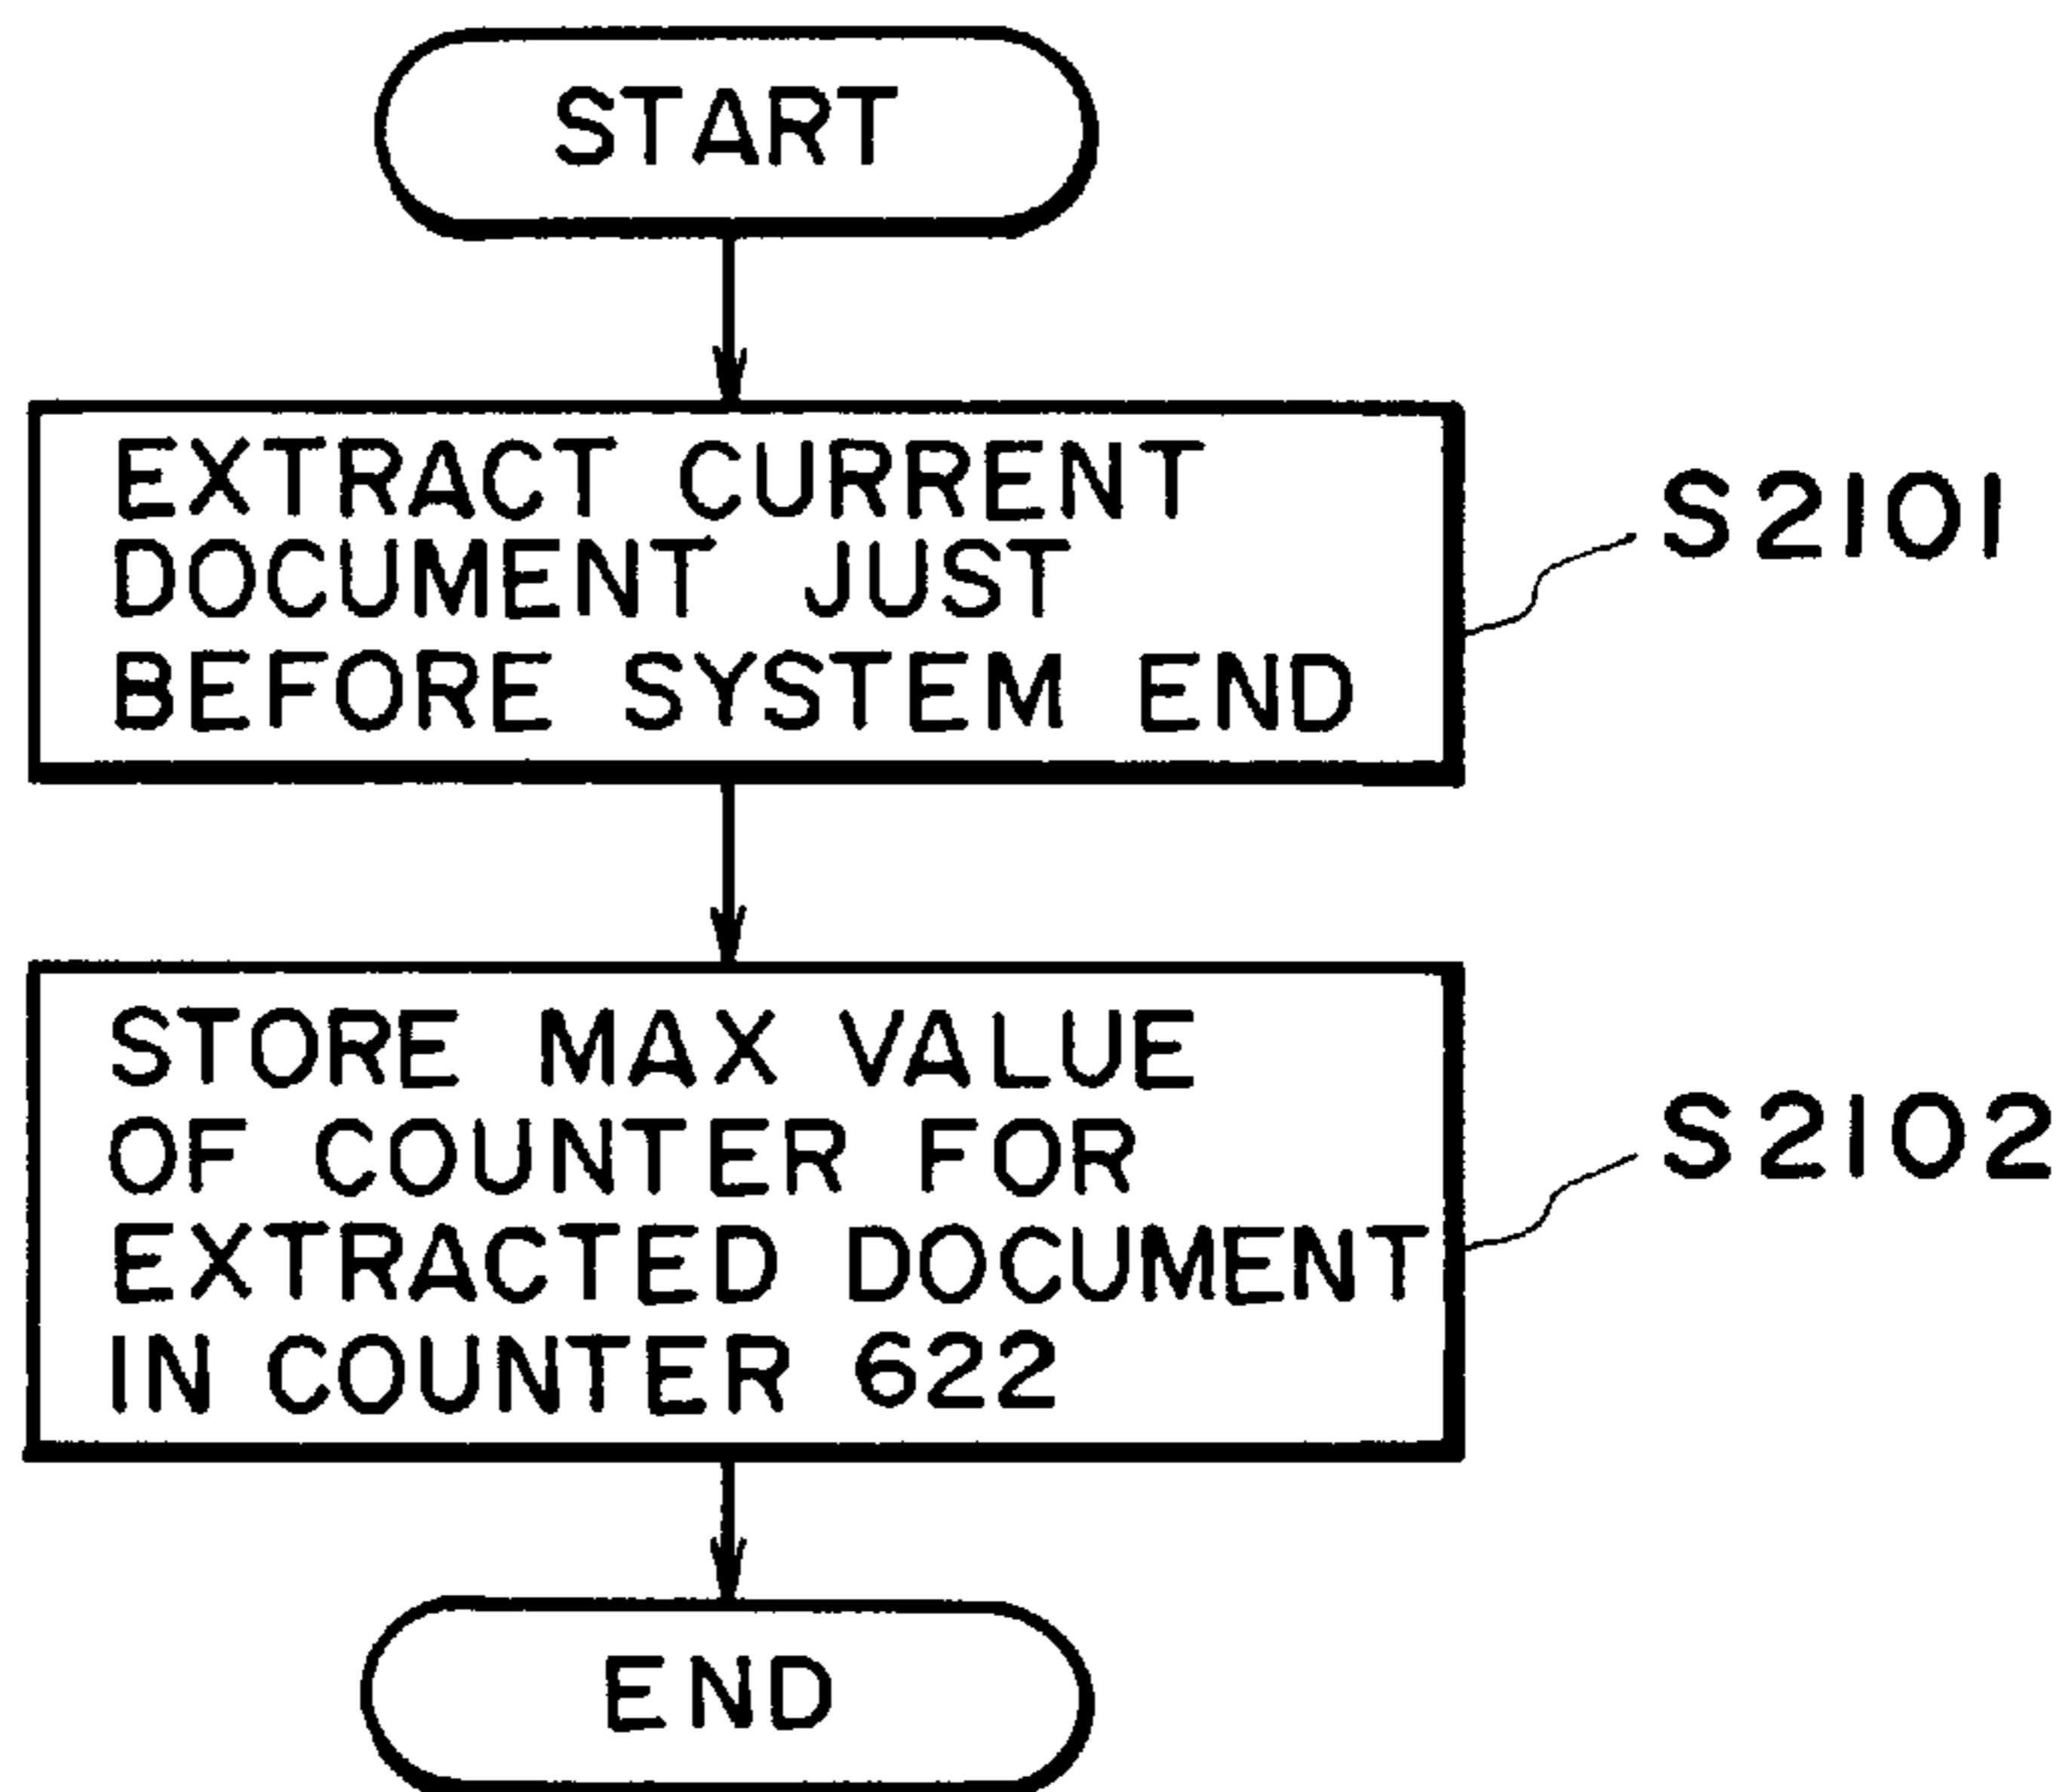 START
EXTRACT CURRENT
DOCUMENT JUST
BEFORE SYSTEM END
S2101
STORE MAX VALUE
OF COUNTER FOR
EXTRACTED DOCUMENT
IN COUNTER 622
S2102
END